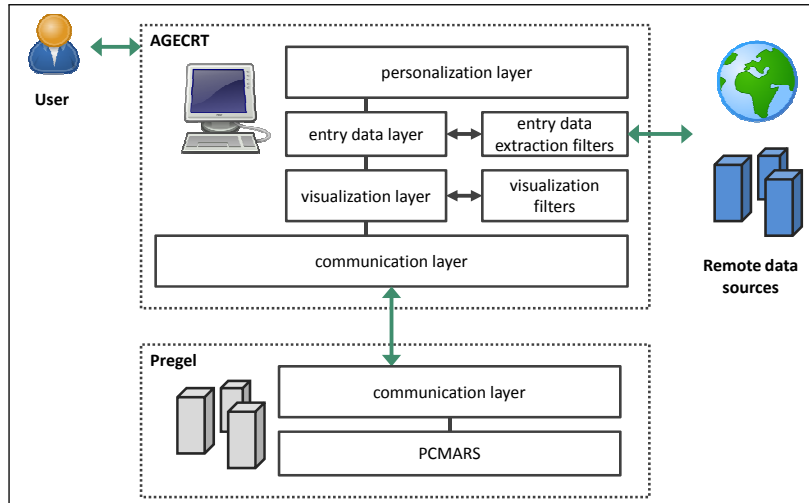 AGECRT
User
personalization layer
entry data layer
entry data
extraction filters
visualization layer
visualization
filters
communication layer
Remote data
sources
Pregel
communication layer
PCMARS